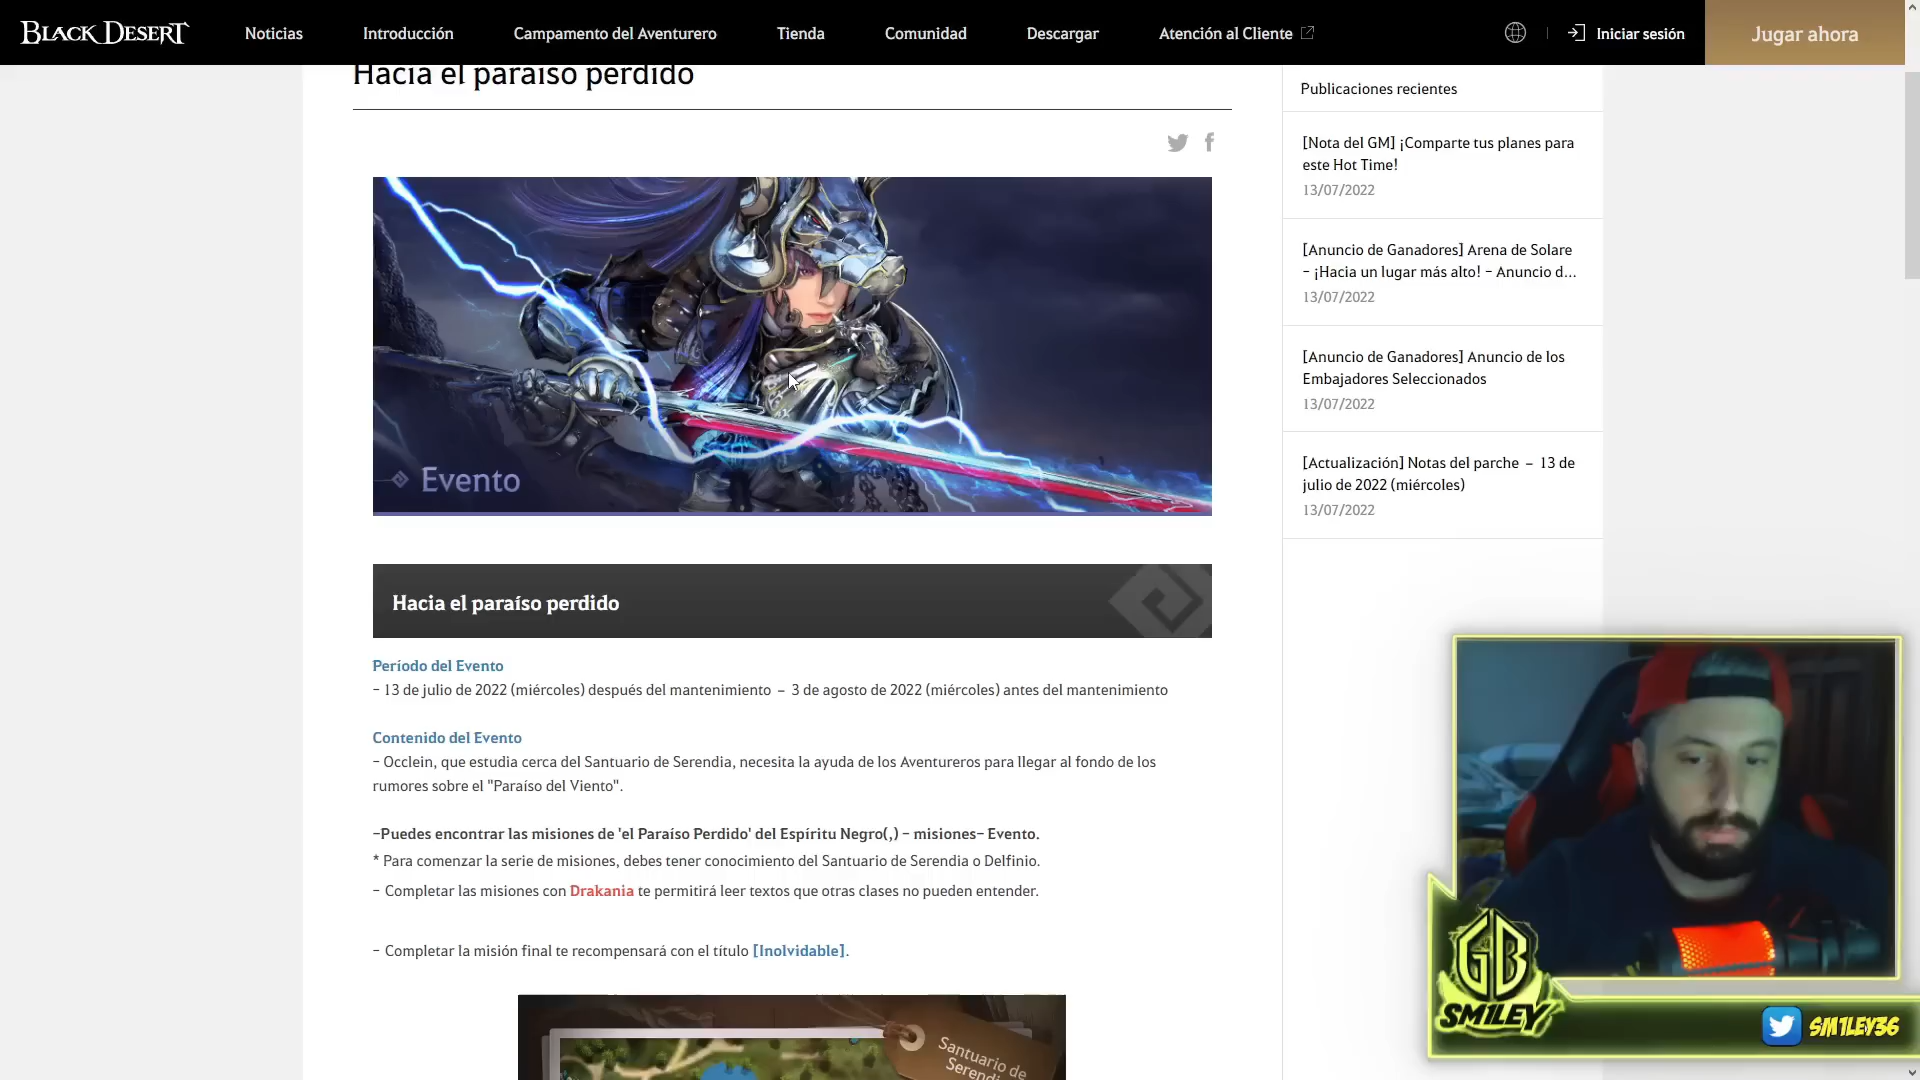 BLACK DESERT
Noticias
Introducción
Campamento del Aventurero
Tienda
Comunidad
Descargar
Atención al Cliente
Iniciar sesión
Jugar ahora
Hacia el paraíso perdido
Evento
Hacia el paraíso perdido
Período del Evento
- 13 de julio de 2022 (miércoles) después del mantenimiento - 3 de agosto de 2022 (miércoles) antes del mantenimiento
Contenido del Evento
- Occlein, que estudia cerca del Santuario de Serendia, necesita la ayuda de los Aventureros para llegar al fondo de los
rumores sobre el "Paraíso del Viento".
-Puedes encontrar las misiones de 'el Paraíso Perdido' del Espíritu Negro(,) - misiones- Evento.
* Para comenzar la serie de misiones, debes tener conocimiento del Santuario de Serendia o Delfinio.
- Completar las misiones con Drakania te permitirá leer textos que otras clases no pueden entender.
- Completar la misión final te recompensará con el título [Inolvidable].
Santuario de
Publicaciones recientes
[Nota del GM] ¡Comparte tus planes para
este Hot Time!
13/07/2022
[Anuncio de Ganadores] Arena de Solare
- ¡Hacia un lugar más alto! - Anuncio d...
13/07/2022
[Anuncio de Ganadores] Anuncio de los
Embajadores Seleccionados
13/07/2022
[Actualización] Notas del parche - 13 de
julio de 2022 (miércoles)
13/07/2022
GB
SM1LEY
SM1LEY36